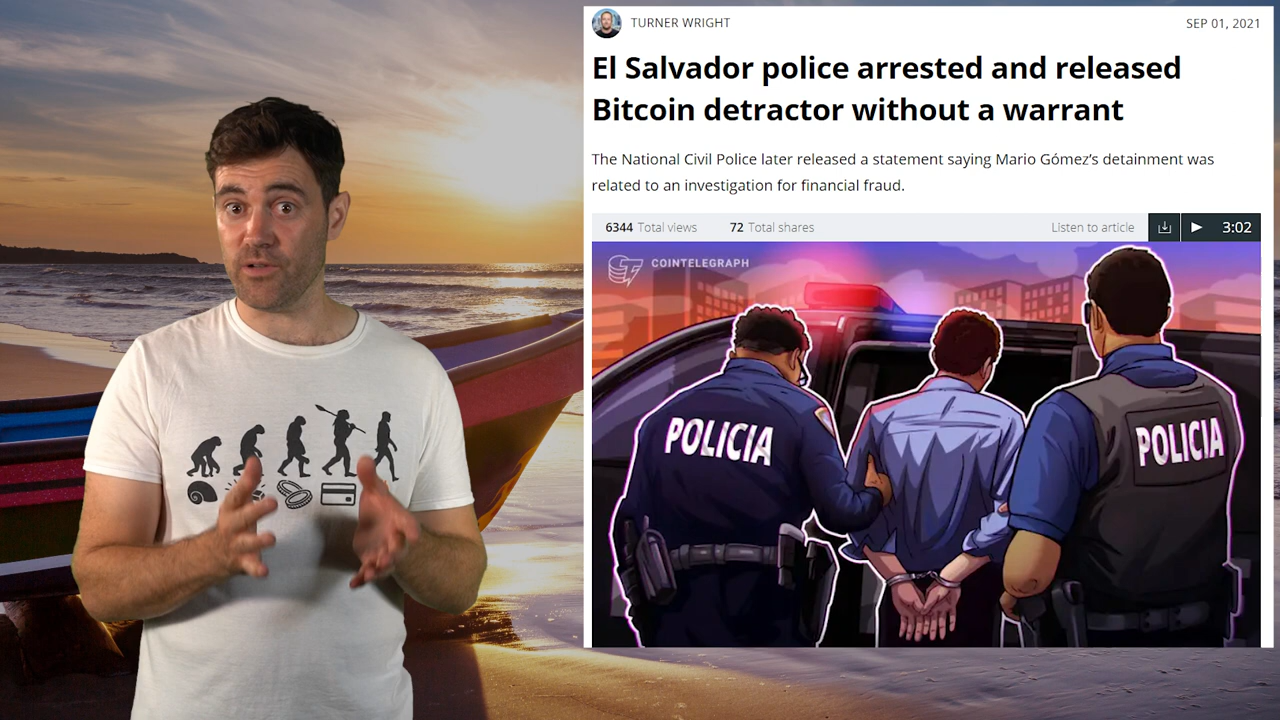 TURNER WRIGHT
SEP 01, 2021
El Salvador police arrested and released
Bitcoin detractor without a warrant
The National Civil Police later released a statement saying Mario Gómez’s detainment was
related to an investigation for financial fraud.
6344 Total views 72 Total shares Listen to article 3:02
COINTELEGRAPH
POLICIA
POLICIA